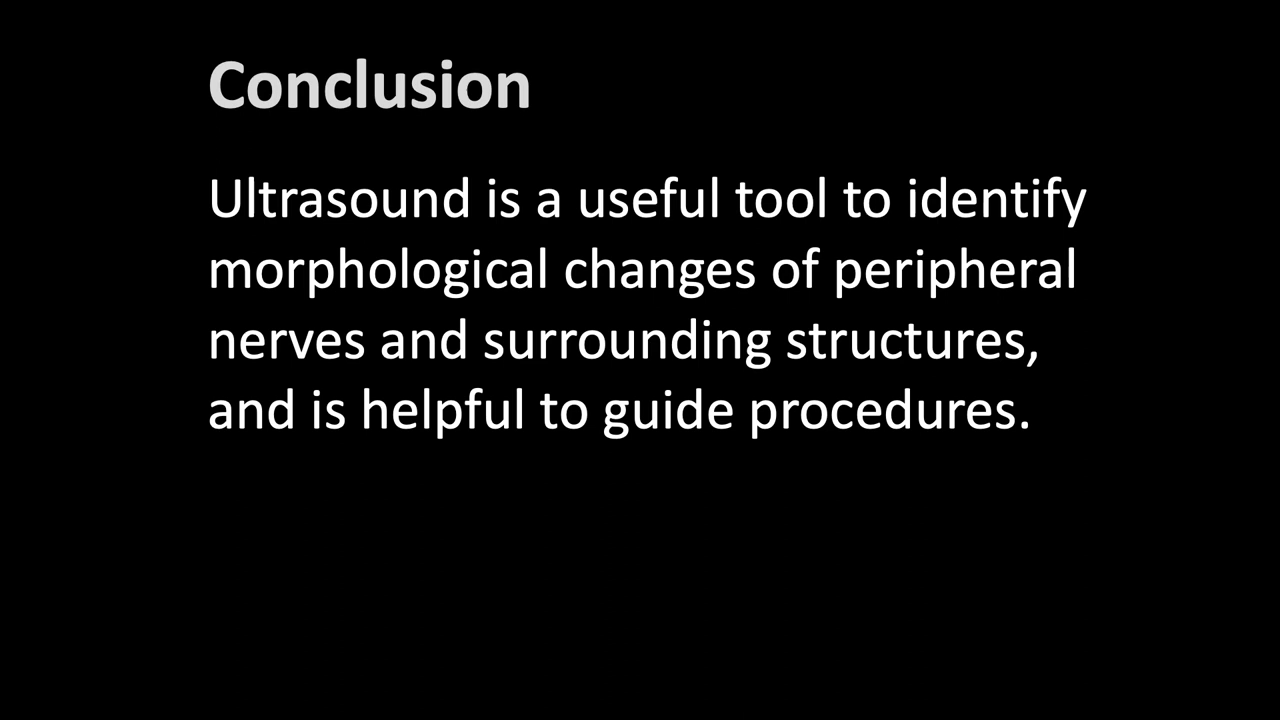 Conclusion
Ultrasound is a useful tool to identify
morphological changes of peripheral
nerves and surrounding structures,
and is helpful to guide procedures.